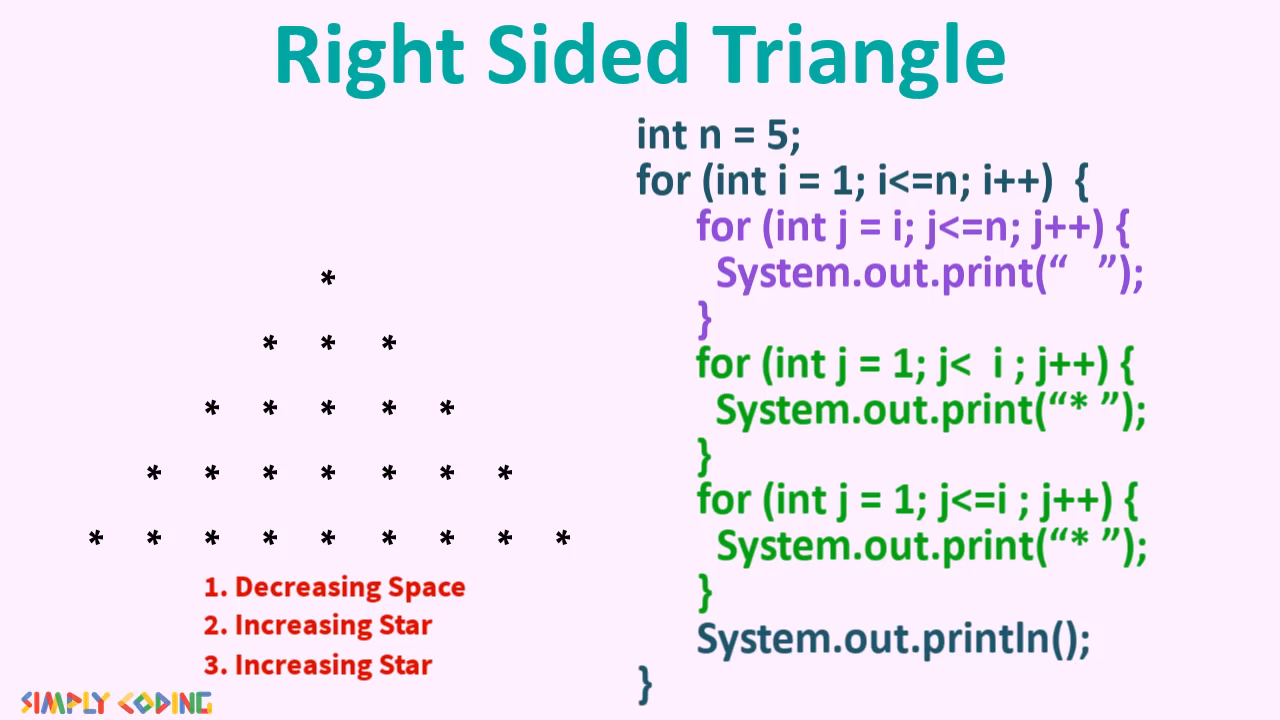 Right Sided Triangle
int n = 5;
for (int i = 1; i<=n; i++)  {
for (int j = i; j<=n; j++) {
System.out.print(“  ”);
}
for (int j = 1; j<  i ; j++) {
System.out.print(“* ”);
}
for (int j = 1; j<=i ; j++) {
System.out.print(“* ”);
}
System.out.println();
}
*
* * *
* * * * *
* * * * * * *
* * * * * * * * *
1. Decreasing Space
2. Increasing Star
3. Increasing Star
SIMPLY CODING